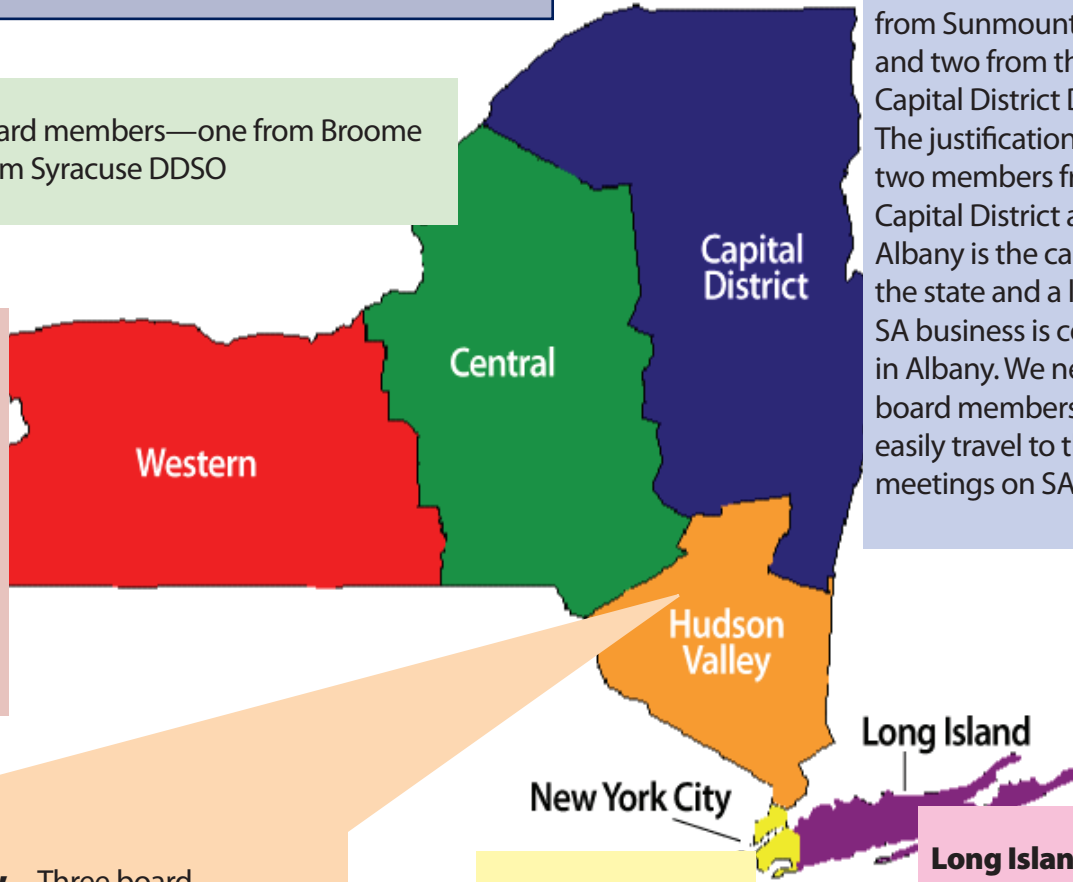 from Sunmount
and two from th
Capital District D
The justification
two members fr
Capital District a
Albany is the ca
the state and a l
SA business is c
in Albany. We ne
board members
easily travel to t
meetings on SA
ard members—one from Broome
m Syracuse DDSO
Capital
District
Central
Western
Hudson
Valley
Long Island
New York City
Three board
Long Islan